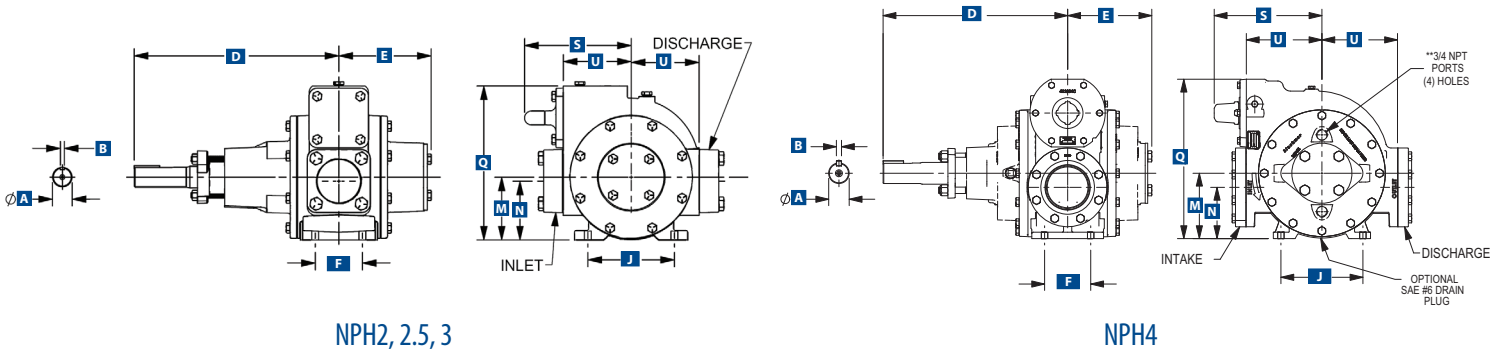 D
E
S
DISCHARGE
U
U
B
Q
ØA
M
N
INLET
J
F
NPH2, 2.5, 3
D
E
S
U
U
**3/4 NPT
PORTS
(4) HOLES
B
Q
ØA
M
N
INTAKE
DISCHARGE
F
J
OPTIONAL
SAE #6 DRAIN
PLUG
NPH4